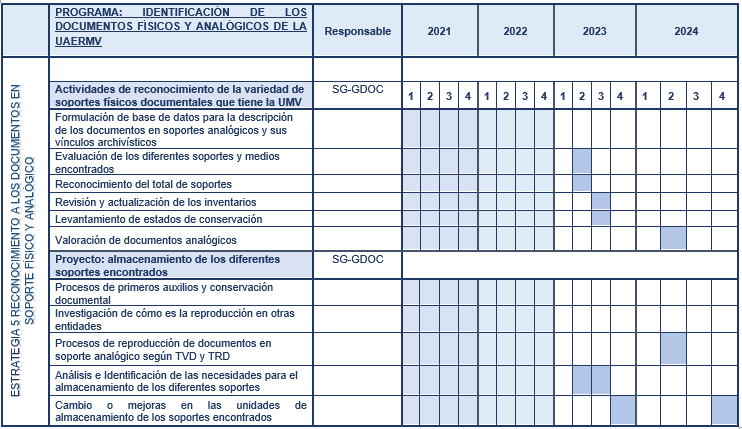 PROGRAMA: IDENTIFICACIÓN DE LOS
DOCUMENTOS FÌSICOS Y ANALÓGICOS DE LA
UAERMV
Responsable
2021
2022
2023
2024
ESTRATEGIA 5 RECONOCIMIENTO A LOS DOCUMENTOS EN
SOPORTE FÍSICO Y ANALÓGICO
Actividades de reconocimiento de la variedad de
soportes físicos documentales que tiene la UMV
SG-GDOC
1 2 3 4 1 2 3 4 1 2 3 4 1 2 3 4
Formulación de base de datos para la descripción
de los documentos en soportes analógicos y sus
vínculos archivísticos
Evaluación de los diferentes soportes y medios
encontrados
Reconocimiento del total de soportes
Revisión y actualización de los inventarios
Levantamiento de estados de conservación
Valoración de documentos analógicos
Proyecto: almacenamiento de los diferentes
soportes encontrados
SG-GDOC
Procesos de primeros auxilios y conservación
documental
Investigación de cómo es la reproducción en otras
entidades
Procesos de reproducción de documentos en
soporte analógico según TVD y TRD
Análisis e Identificación de las necesidades para el
almacenamiento de los diferentes soportes
Cambio o mejoras en las unidades de
almacenamiento de los soportes encontrados